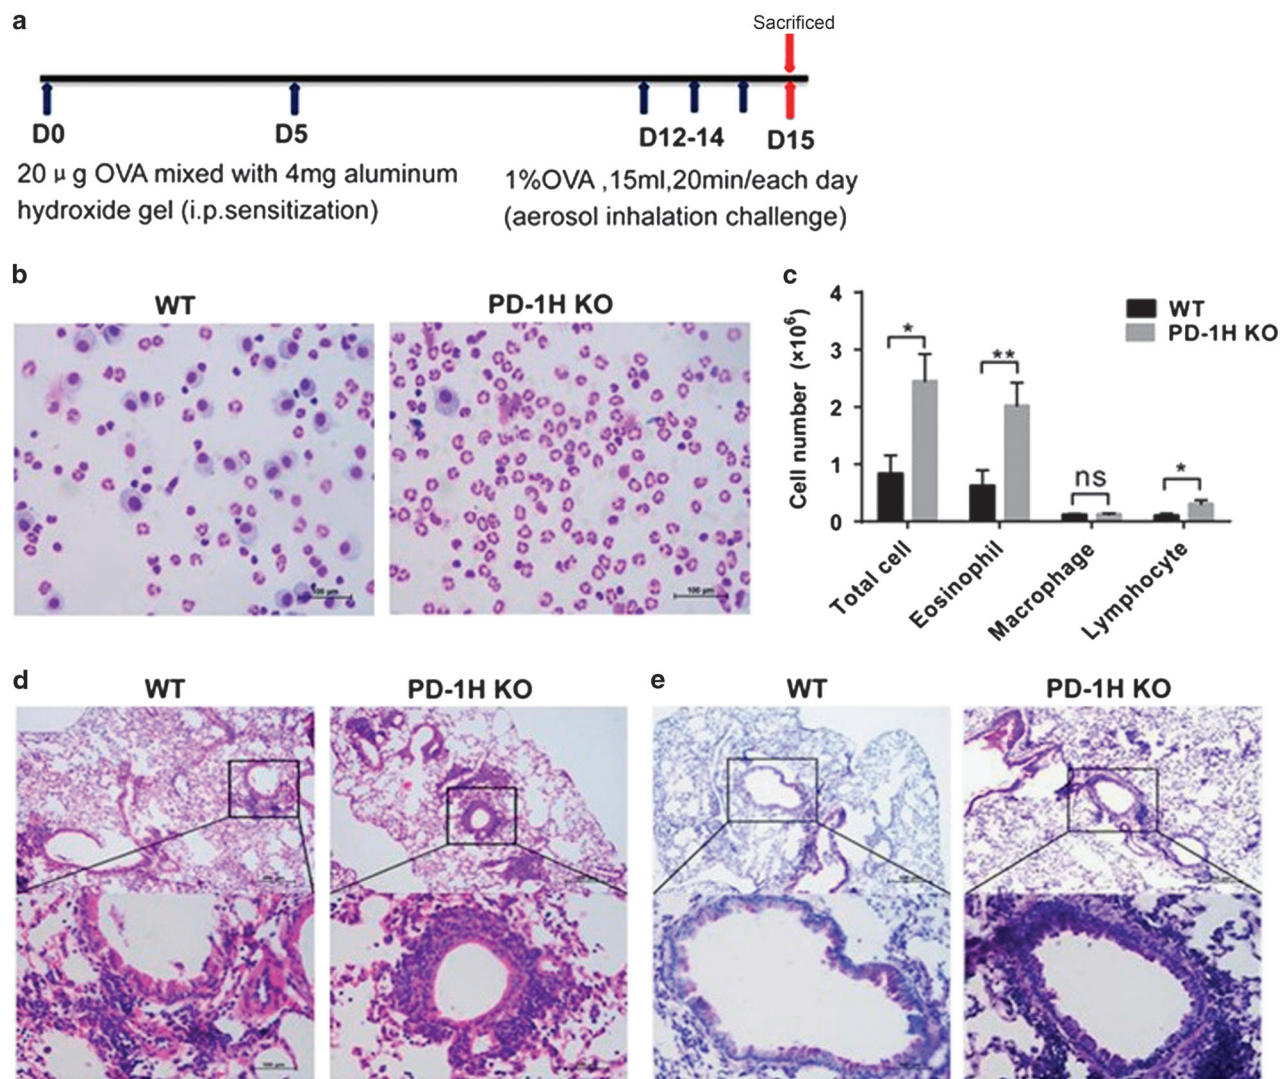 a
Sacrificed
D0
D5
D12-14
D15
20 μ g OVA mixed with 4mg aluminum
hydroxide gel (i.p.sensitization)
1%OVA ,15ml,20min/each day
(aerosol inhalation challenge)
b
WT
PD-1H KO
100 μm
c
Cell number (×10⁶)
4
3
2
1
0
*
**
ns
*
WT
PD-1H KO
Total cell
Eosinophil
Macrophage
Lymphocyte
d
WT
PD-1H KO
e
WT
PD-1H KO